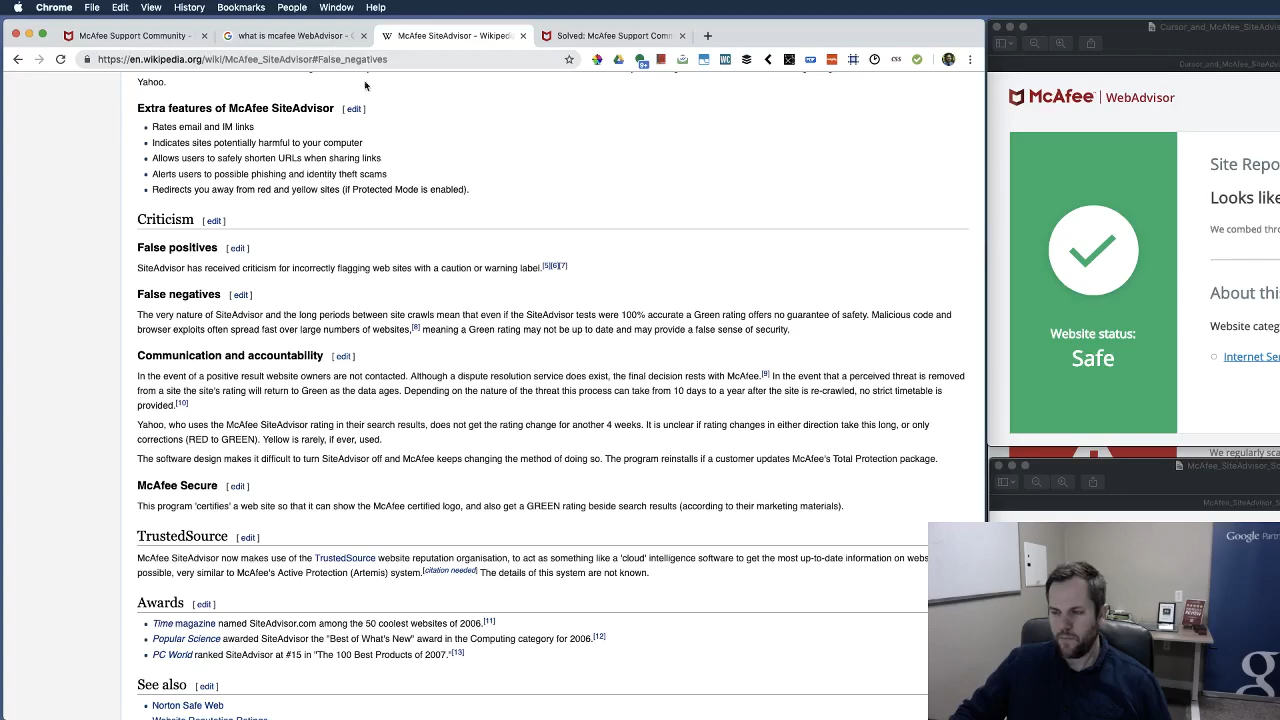 Chrome File Edit View History Bookmarks People Window Help
McAfee Support Community -
what is mcafee WebAdvisor - G
McAfee SiteAdvisor - Wikiped
Solved: McAfee Support Com
https://en.wikipedia.org/wiki/McAfee_SiteAdvisor#False_negatives
Yahoo.
Extra features of McAfee SiteAdvisor [ edit ]
Rates email and IM links
Indicates sites potentially harmful to your computer
Allows users to safely shorten URLs when sharing links
Alerts users to possible phishing and identity theft scams
Redirects you away from red and yellow sites (if Protected Mode is enabled).
Criticism [ edit ]
False positives [ edit ]
SiteAdvisor has received criticism for incorrectly flagging web sites with a caution or warning label.[5][6][7]
False negatives [ edit ]
The very nature of SiteAdvisor and the long periods between site crawls mean that even if the SiteAdvisor tests were 100% accurate a Green rating offers no guarantee of safety. Malicious code and
browser exploits often spread fast over large numbers of websites,[8] meaning a Green rating may not be up to date and may provide a false sense of security.
Communication and accountability [ edit ]
In the event of a positive result website owners are not contacted. Although a dispute resolution service does exist, the final decision rests with McAfee.[9] In the event that a perceived threat is removed
from a site the site's rating will return to Green as the data ages. Depending on the nature of the threat this process can take from 10 days to a year after the site is re-crawled, no strict timetable is
provided.[10]
Yahoo, who uses the McAfee SiteAdvisor rating in their search results, does not get the rating change for another 4 weeks. It is unclear if rating changes in either direction take this long, or only
corrections (RED to GREEN). Yellow is rarely, if ever, used.
The software design makes it difficult to turn SiteAdvisor off and McAfee keeps changing the method of doing so. The program reinstalls if a customer updates McAfee's Total Protection package.
McAfee Secure [ edit ]
This program 'certifies' a web site so that it can show the McAfee certified logo, and also get a GREEN rating beside search results (according to their marketing materials).
TrustedSource [ edit ]
McAfee SiteAdvisor now makes use of the TrustedSource website reputation organisation, to act as something like a 'cloud' intelligence software to get the most up-to-date information on webs
possible, very similar to McAfee's Active Protection (Artemis) system.[citation needed] The details of this system are not known.
Awards [ edit ]
Time magazine named SiteAdvisor.com among the 50 coolest websites of 2006.[11]
Popular Science awarded SiteAdvisor the "Best of What's New" award in the Computing category for 2006.[12]
PC World ranked SiteAdvisor at #15 in "The 100 Best Products of 2007."[13]
See also [ edit ]
Norton Safe Web
Website Reputation Ratings
Cursor_and_McAfee_SiteAdv
Cursor_and_McAfee_SiteAdv
McAfee | WebAdvisor
Site Repo
Looks like
We combed thro
About this
Website categ
Internet Ser
Website status:
Safe
We regularly sca
McAfee_SiteAdvisor_Sc
McAfee_SiteAdvisor_S
Google Partn